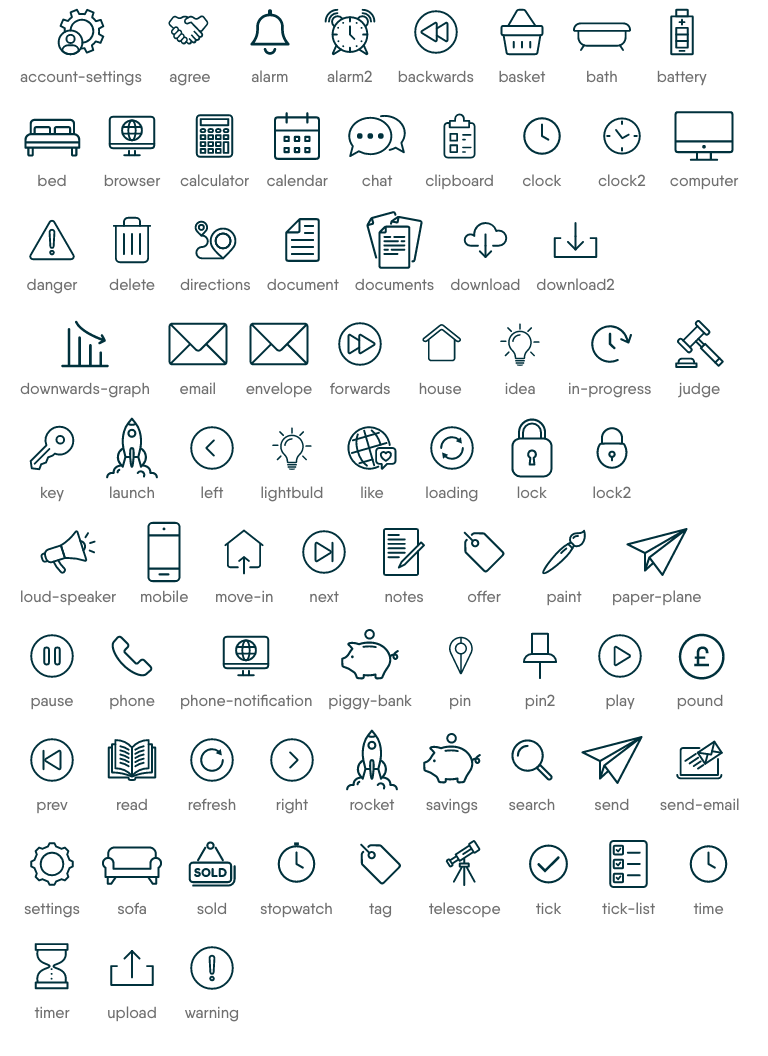 account-settings agree alarm alarm2 backwards basket bath battery
bed browser calculator calendar chat clipboard clock clock2 computer
danger delete directions document documents download download2
downwards-graph email envelope forwards house idea in-progress judge
key launch left lightbuld like loading lock lock2
loud-speaker mobile move-in next notes offer paint paper-plane
£
pause phone phone-notification piggy-bank pin pin2 play pound
prev read refresh right rocket savings search send send-email
SOLD
settings sofa sold stopwatch tag telescope tick tick-list time
timer upload warning